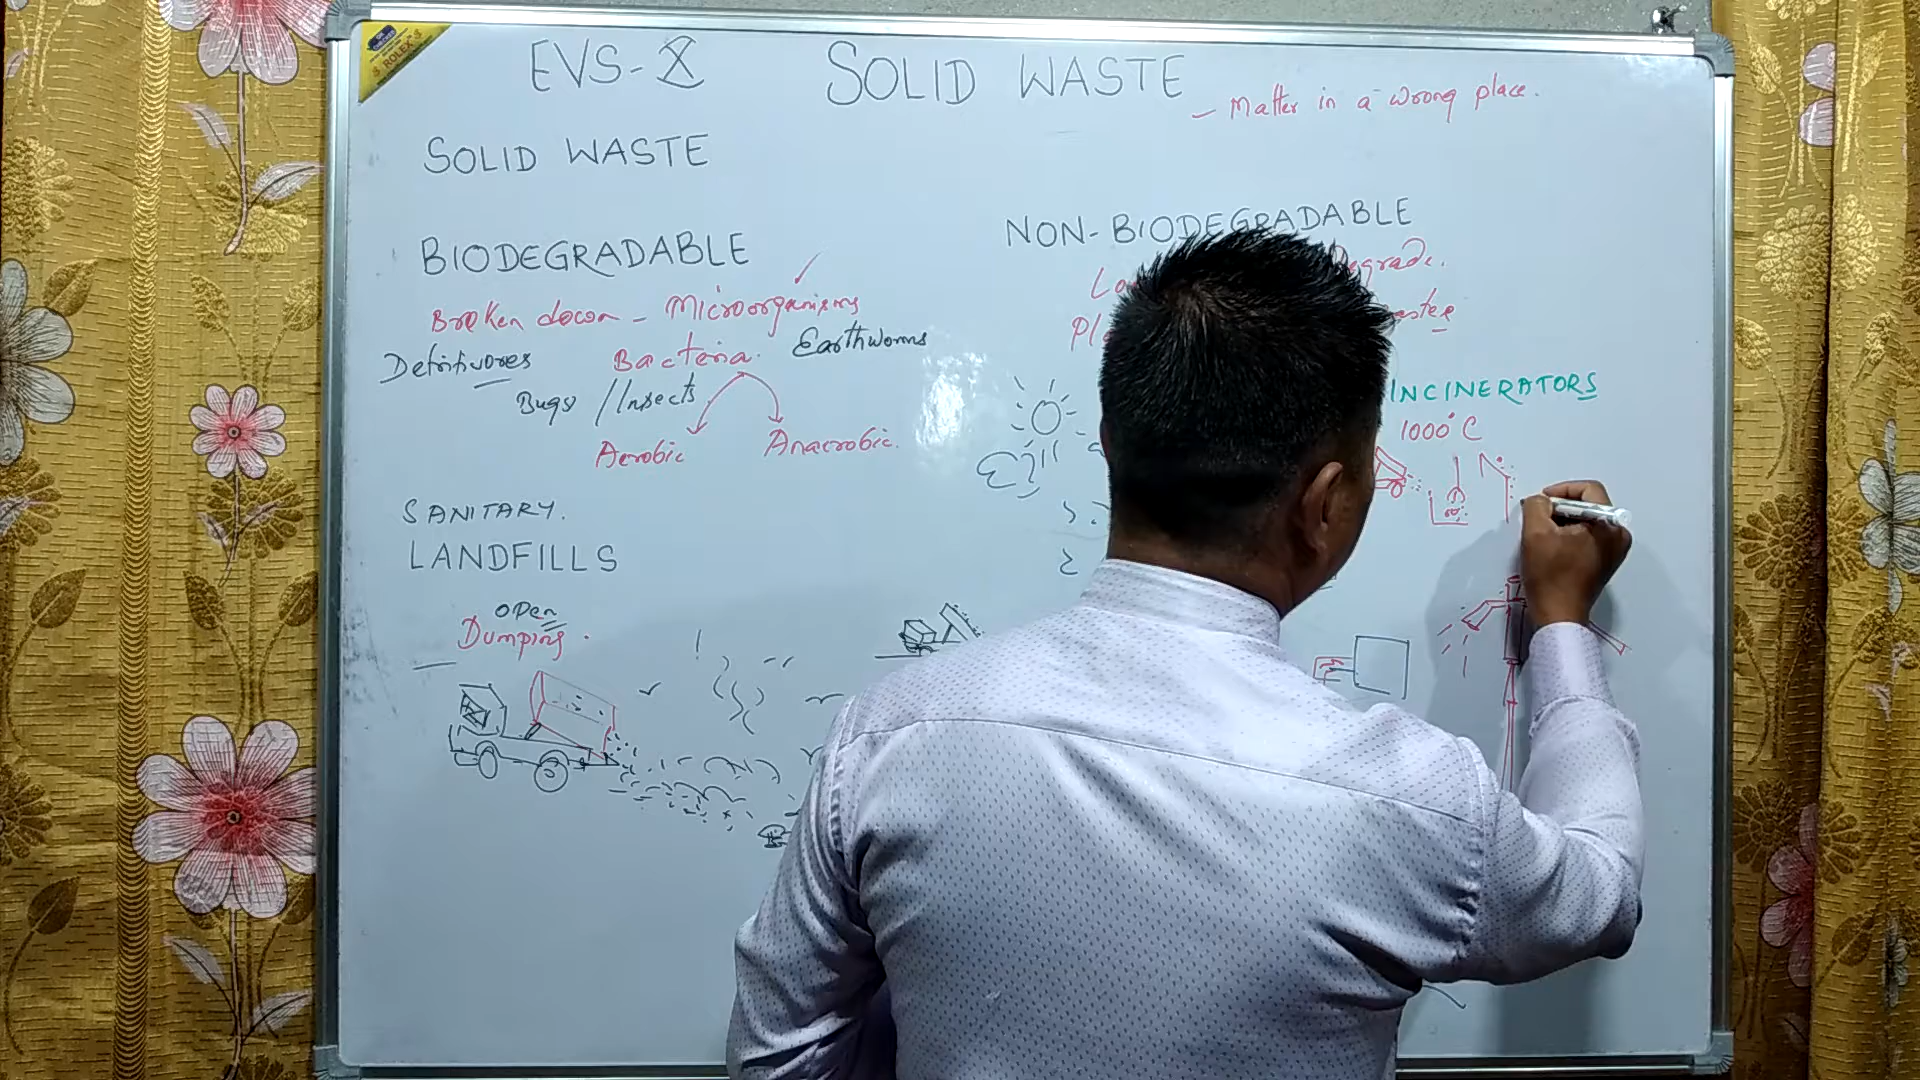 EVS-X SOLID WASTE
- Matter in a wrong place.
SOLID WASTE
BIODEGRADABLE
Broken down - Microorganisms
Detritivores Bacteria. Earthworms
Bugs / Insects
Aerobic Anaerobic.
NON-BIODEGRADABLE
INCINERATORS
1000°C
SANITARY.
LANDFILLS
open
Dumping.
ROLEX